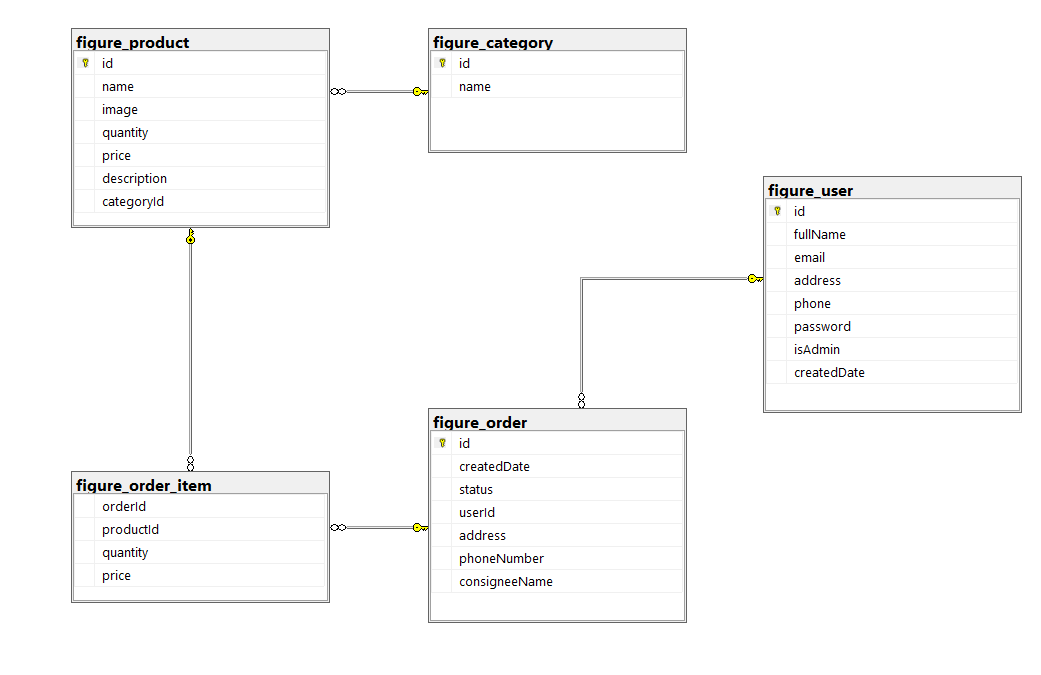 figure_product
id
name
image
quantity
price
description
categoryId
figure_category
id
name
figure_user
id
fullName
email
address
phone
password
isAdmin
createdDate
figure_order
id
createdDate
status
userId
address
phoneNumber
consigneeName
figure_order_item
orderId
productId
quantity
price